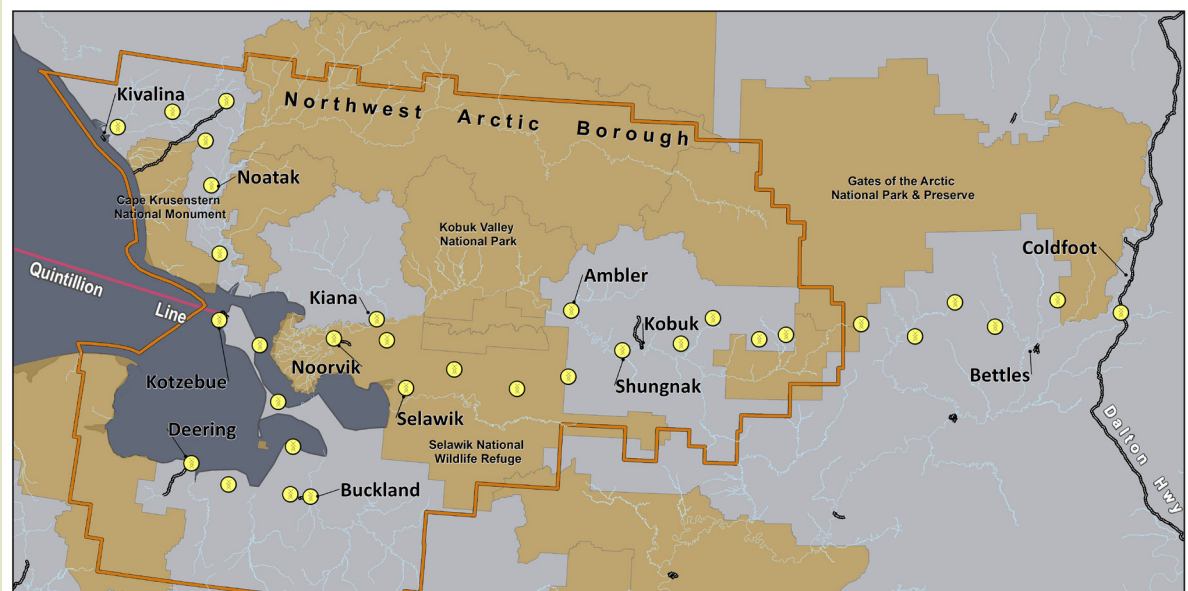 Kivalina
Northwest Arctic Borough
Noatak
Cape Krusenstern
National Monument
Gates of the Arctic
National Park & Preserve
Kobuk Valley
National Park
Coldfoot
Quintillion
Line
Ambler
Kiana
Kobuk
Noorvik
Kotzebue
Shungnak
Bettles
Selawik
Deering
Selawik National
Wildlife Refuge
Buckland
Dalton Hwy